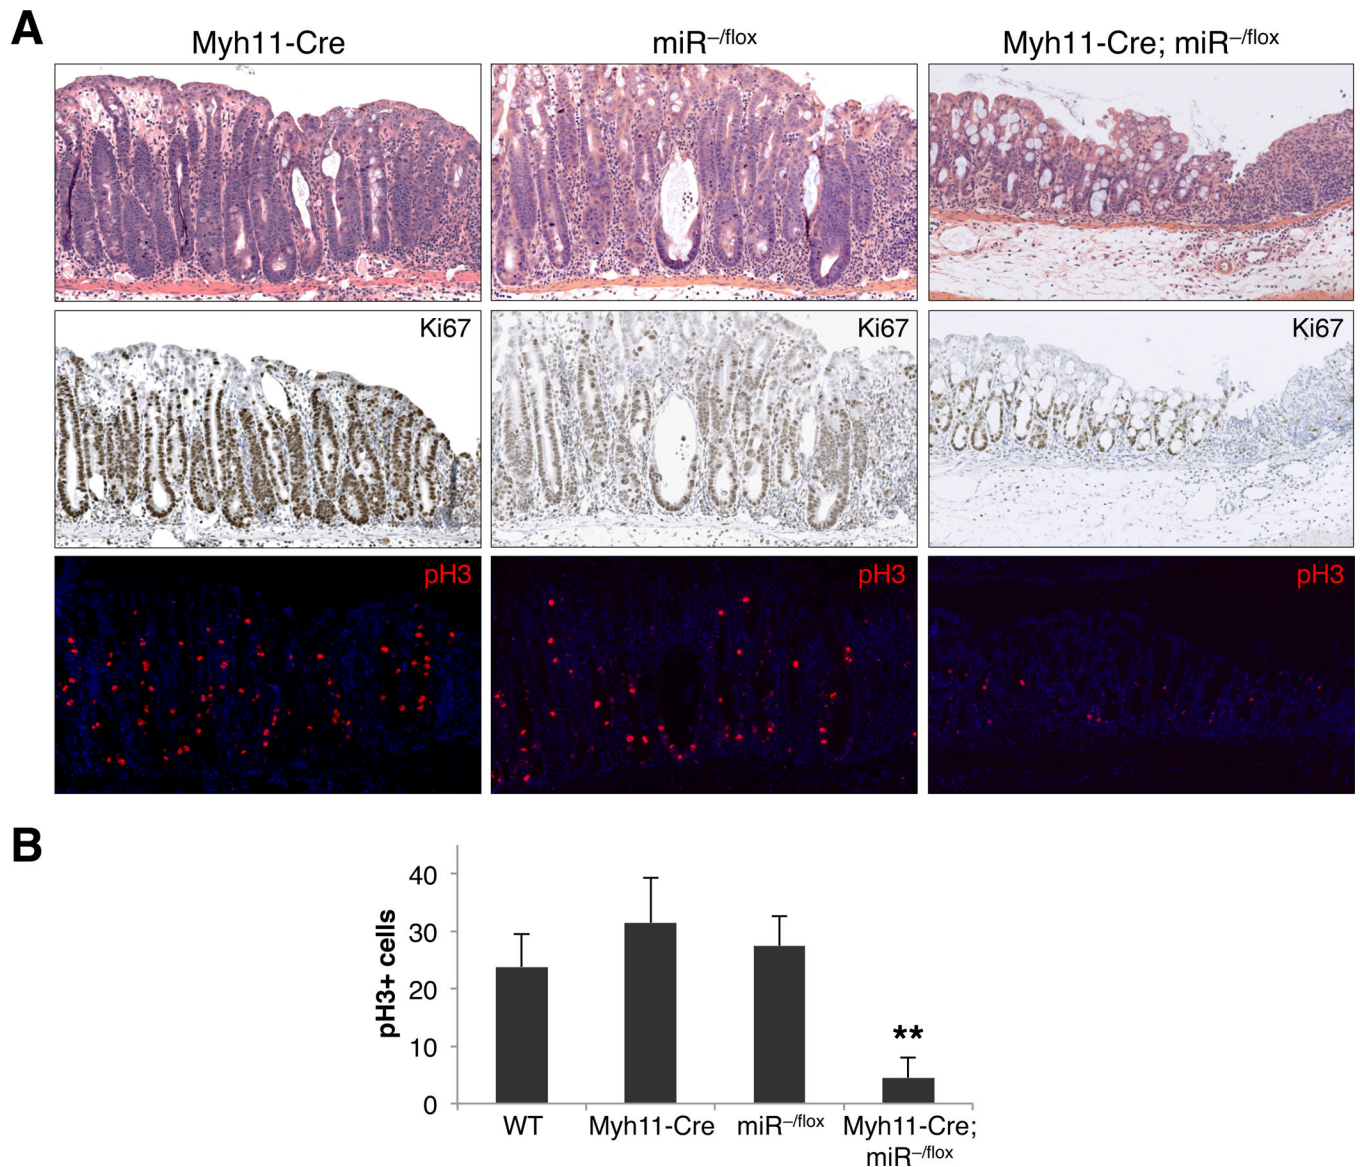 A
Myh11-Cre
miR–/flox
Myh11-Cre; miR–/flox
Ki67
Ki67
Ki67
pH3
pH3
pH3
B
pH3+ cells
40
30
20
10
0
**
WT
Myh11-Cre
miR–/flox
Myh11-Cre;
miR–/flox